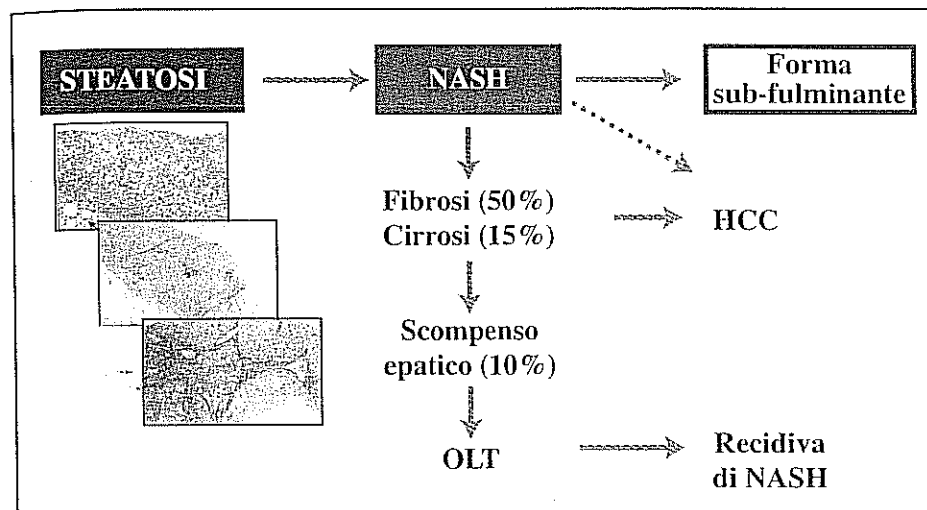 STEATOSI
NASH
Forma
sub-fulminante
Fibrosi (50%)
Cirrosi (15%)
HCC
Scompenso
epatico (10%)
OLT
Recidiva
di NASH